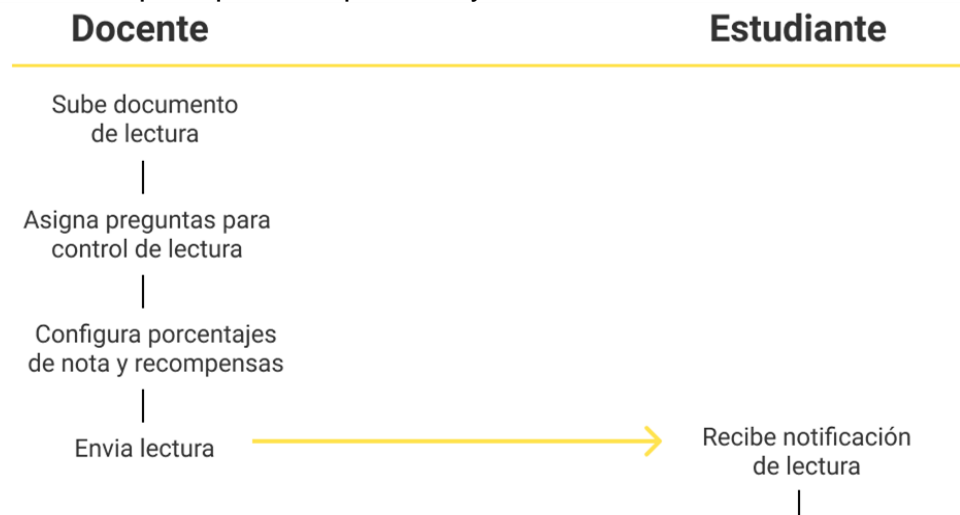 Docente
Estudiante
Sube documento
de lectura
Asigna preguntas para
control de lectura
Configura porcentajes
de nota y recompensas
Envia lectura
Recibe notificación
de lectura